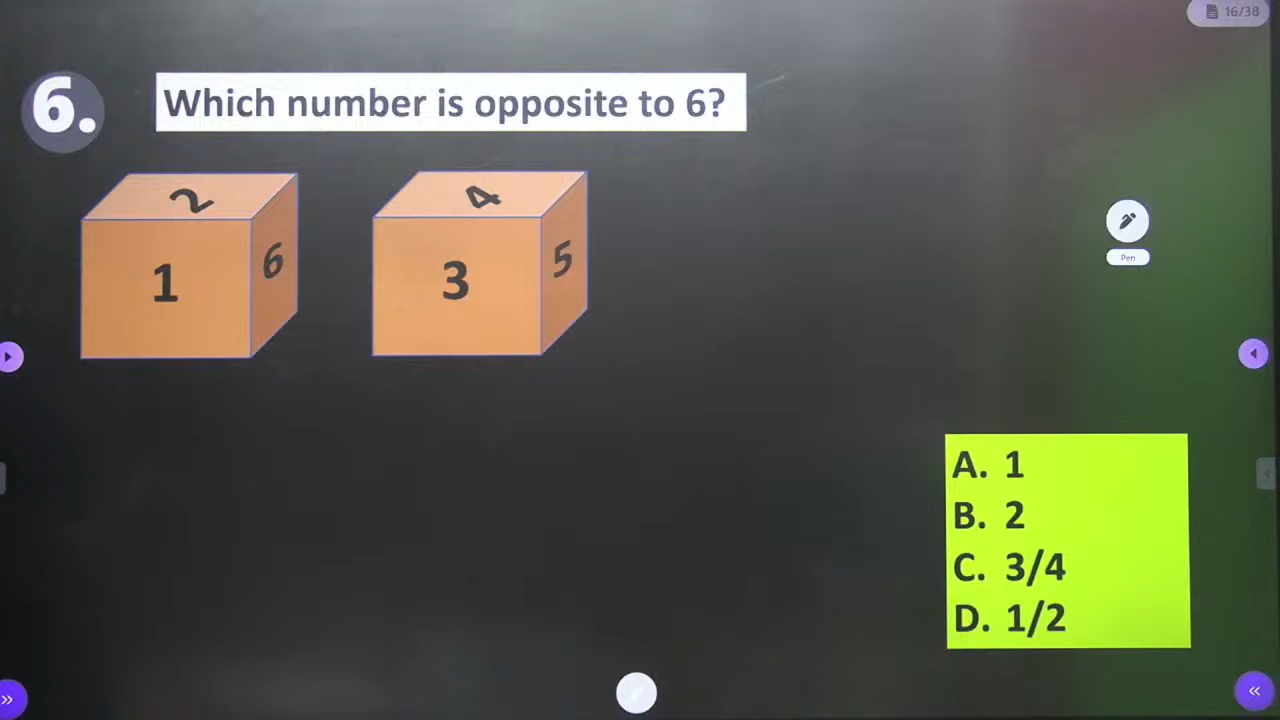 16/38
6.
Which number is opposite to 6?
2
1
6
4
3
5
Pen
A. 1
B. 2
C. 3/4
D. 1/2